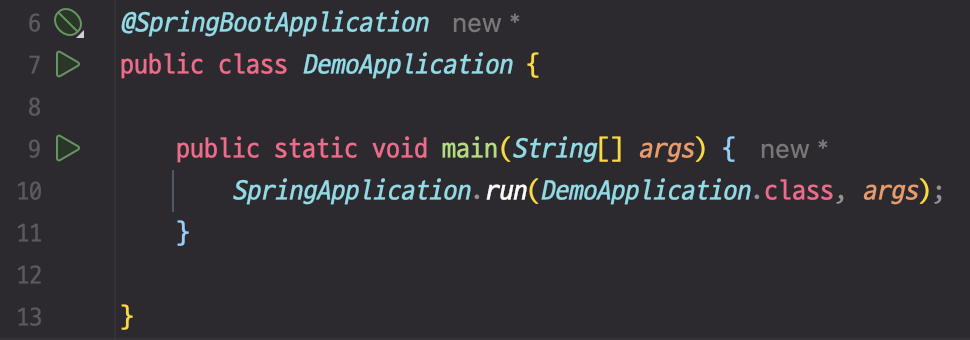 6 @SpringBootApplication new *
7 public class DemoApplication {
8
9 public static void main(String[] args) { new *
10 SpringApplication.run(DemoApplication.class, args);
11 }
12
13 }